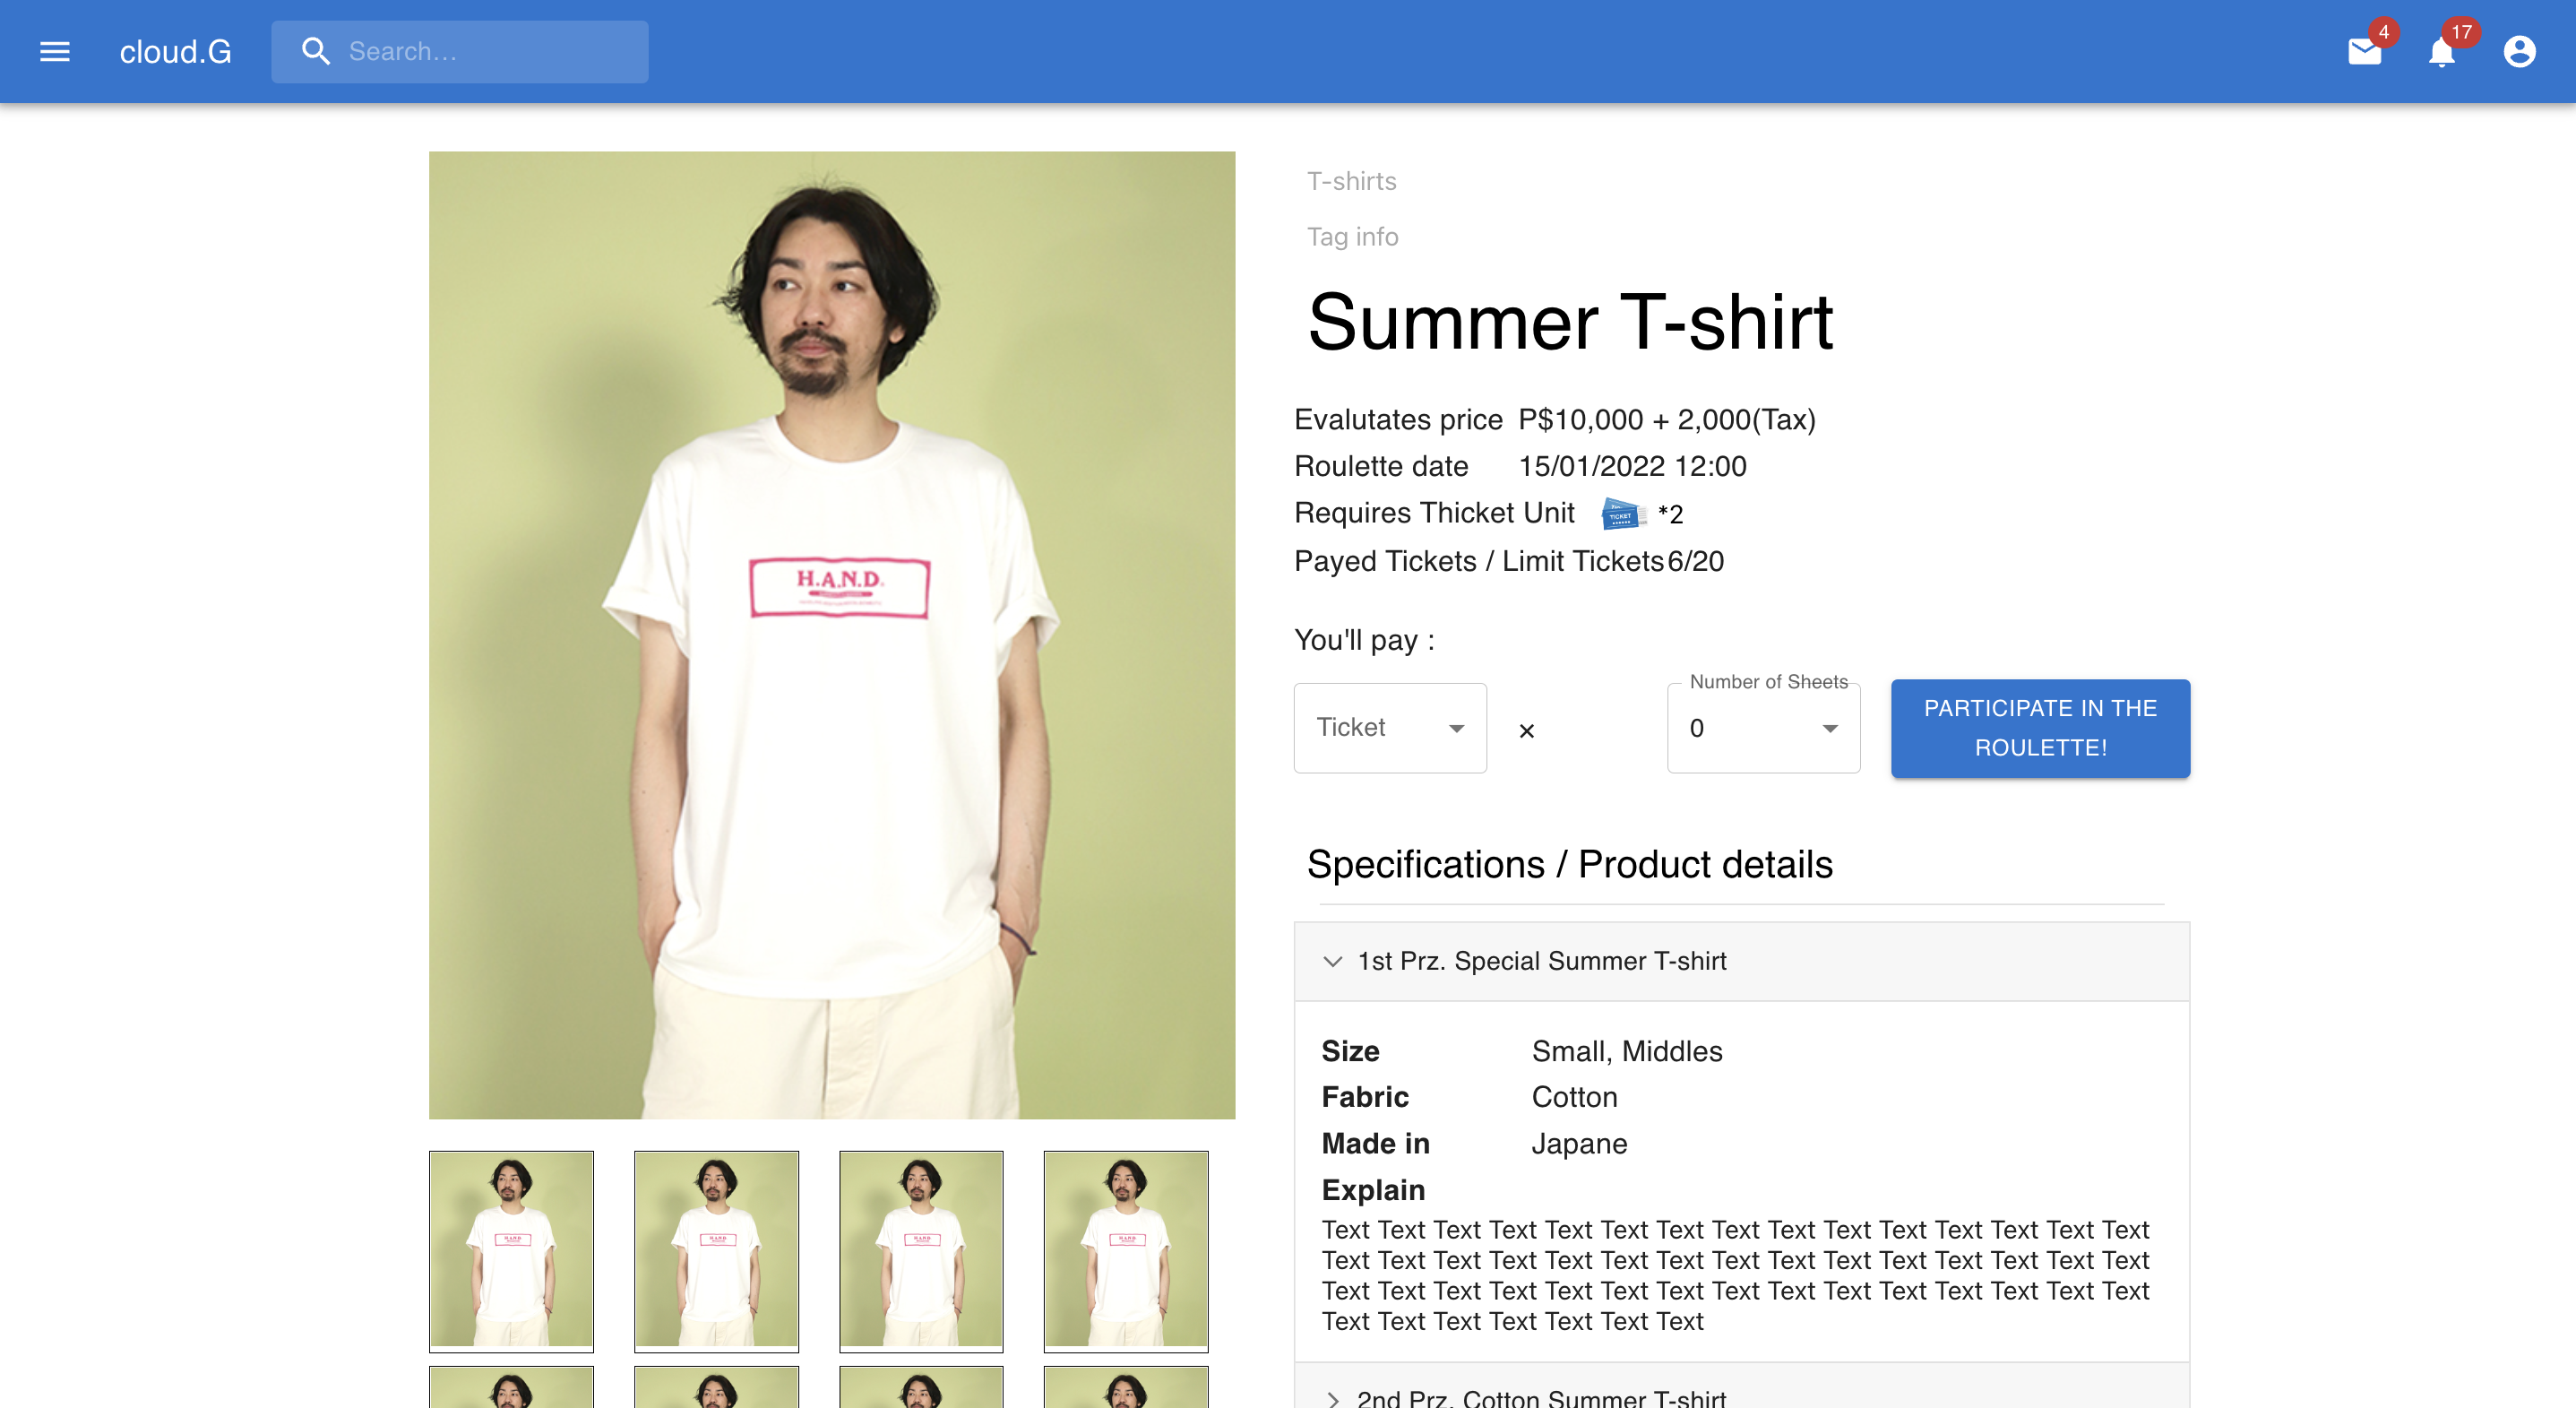 cloud.G
Search…
4
17
T-shirts
Tag info
Summer T-shirt
Evalutates price P$10,000 + 2,000(Tax)
Roulette date 15/01/2022 12:00
Requires Thicket Unit TICKET *2
Payed Tickets / Limit Tickets 6/20
You'll pay :
Number of Sheets
Ticket × 0
PARTICIPATE IN THE
ROULETTE!
H.A.N.D.
Specifications / Product details
1st Prz. Special Summer T-shirt
Size Small, Middles
Fabric Cotton
Made in Japane
Explain
Text Text Text Text Text Text Text Text Text Text Text Text Text Text Text
Text Text Text Text Text Text Text Text Text Text Text Text Text Text Text
Text Text Text Text Text Text Text Text Text Text Text Text Text Text Text
Text Text Text Text Text Text Text
2nd Prz. Cotton Summer T-shirt